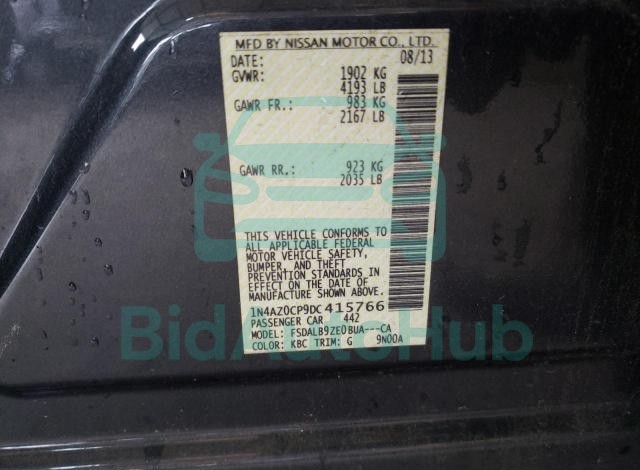 MFD BY NISSAN MOTOR CO., LTD.
DATE: 08/13
GVWR: 1902 KG
4193 LB
GAWR FR.: 983 KG
2167 LB
GAWR RR.: 923 KG
2035 LB
THIS VEHICLE CONFORMS TO
ALL APPLICABLE FEDERAL
MOTOR VEHICLE SAFETY,
BUMPER, AND THEFT
PREVENTION STANDARDS IN
EFFECT ON THE DATE OF
MANUFACTURE SHOWN ABOVE.
1N4AZ0CP9DC415766
PASSENGER CAR 442
MODEL: FSDALB9ZE0BUA---CA
COLOR: KBC TRIM: G 9N00A
BidAutoHub